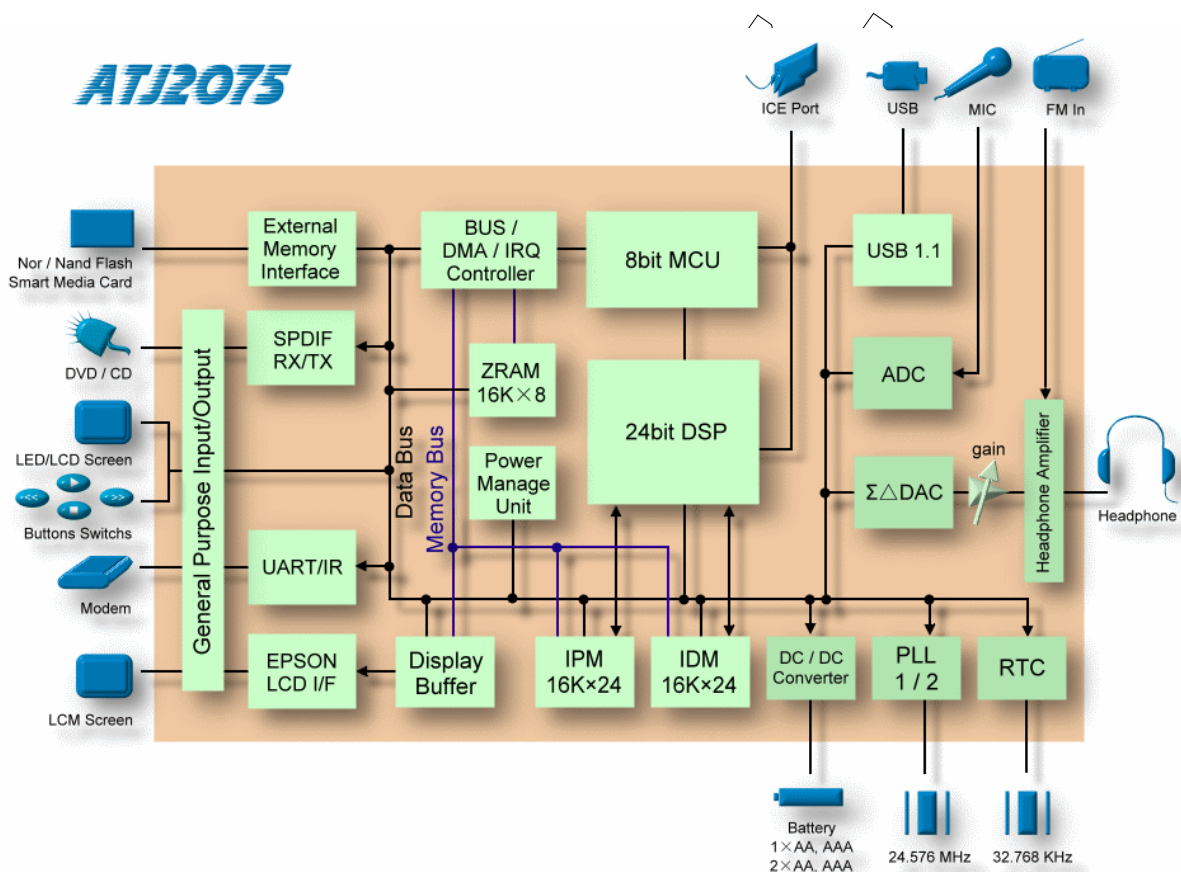 ATJ2075
ICE Port
USB
MIC
FM In
Nor / Nand Flash
Smart Media Card
External
Memory
Interface
BUS /
DMA / IRQ
Controller
8bit MCU
USB 1.1
DVD / CD
SPDIF
RX/TX
ZRAM
16K×8
24bit DSP
ADC
General Purpose Input/Output
LED/LCD Screen
<<
>>
Buttons Switchs
Data Bus
Memory Bus
Power
Manage
Unit
Σ△DAC
gain
Headphone Amplifier
Headphone
Modem
UART/IR
LCM Screen
EPSON
LCD I/F
Display
Buffer
IPM
16K×24
IDM
16K×24
DC / DC
Converter
PLL
1 / 2
RTC
Battery
1×AA, AAA
2×AA, AAA
24.576 MHz
32.768 KHz